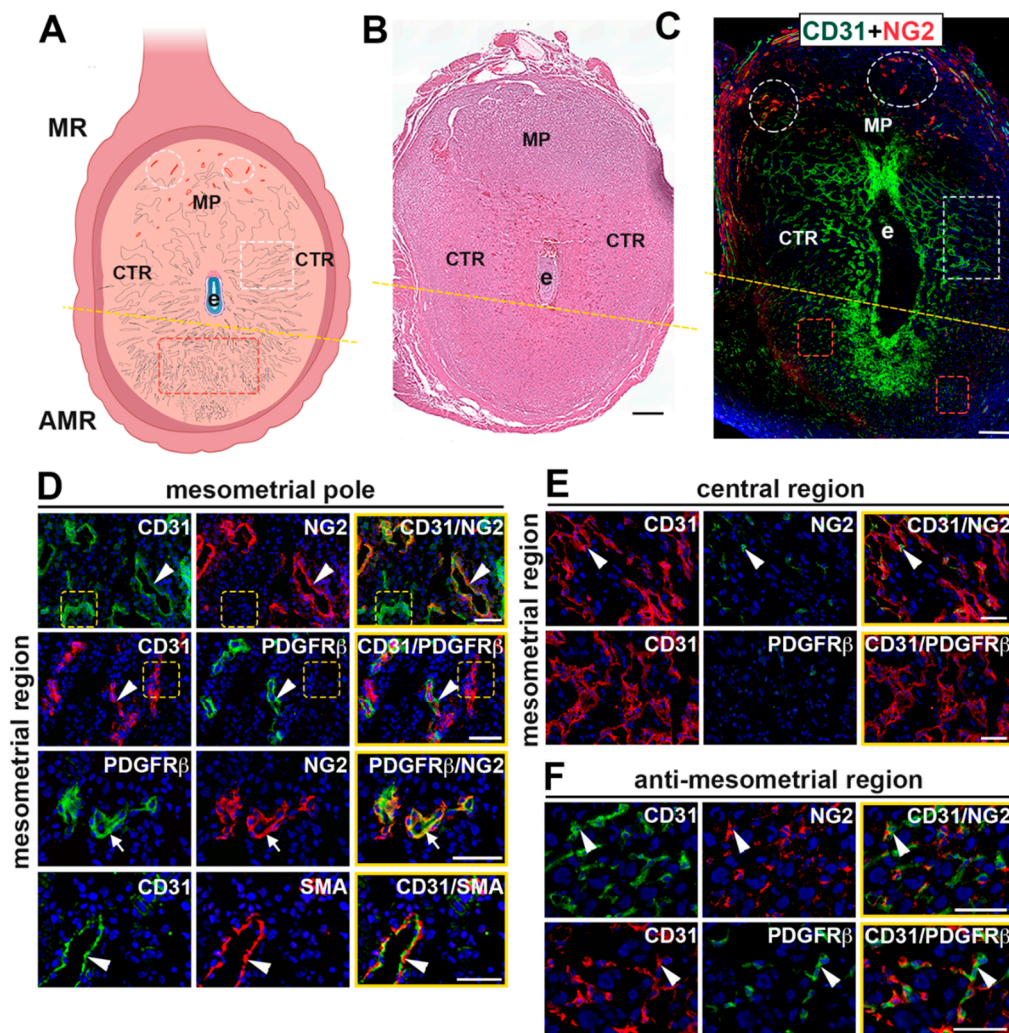 A
MR
MP
CTR
CTR
e
AMR
B
MP
CTR
CTR
e
C
CD31+NG2
MP
e
CTR
D
mesometrial pole
mesometrial region
CD31
NG2
CD31/NG2
CD31
PDGFRβ
CD31/PDGFRβ
PDGFRβ
NG2
PDGFRβ/NG2
CD31
SMA
CD31/SMA
E
central region
mesometrial region
CD31
NG2
CD31/NG2
CD31
PDGFRβ
CD31/PDGFRβ
F
anti-mesometrial region
CD31
NG2
CD31/NG2
CD31
PDGFRβ
CD31/PDGFRβ